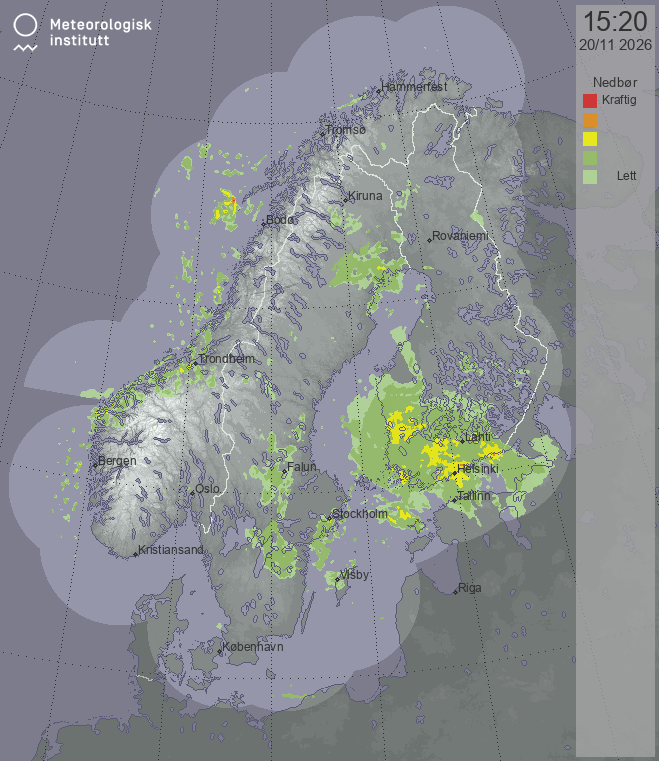 Meteorologisk
institutt
15:20
20/11 2026
Nedbør
Kraftig
Lett
Hammerfest
Tromsø
Kiruna
Bodø
Rovaniemi
Trondheim
Lahti
Bergen
Falun
Helsinki
Oslo
Tallinn
Stockholm
Kristiansand
Visby
Riga
København